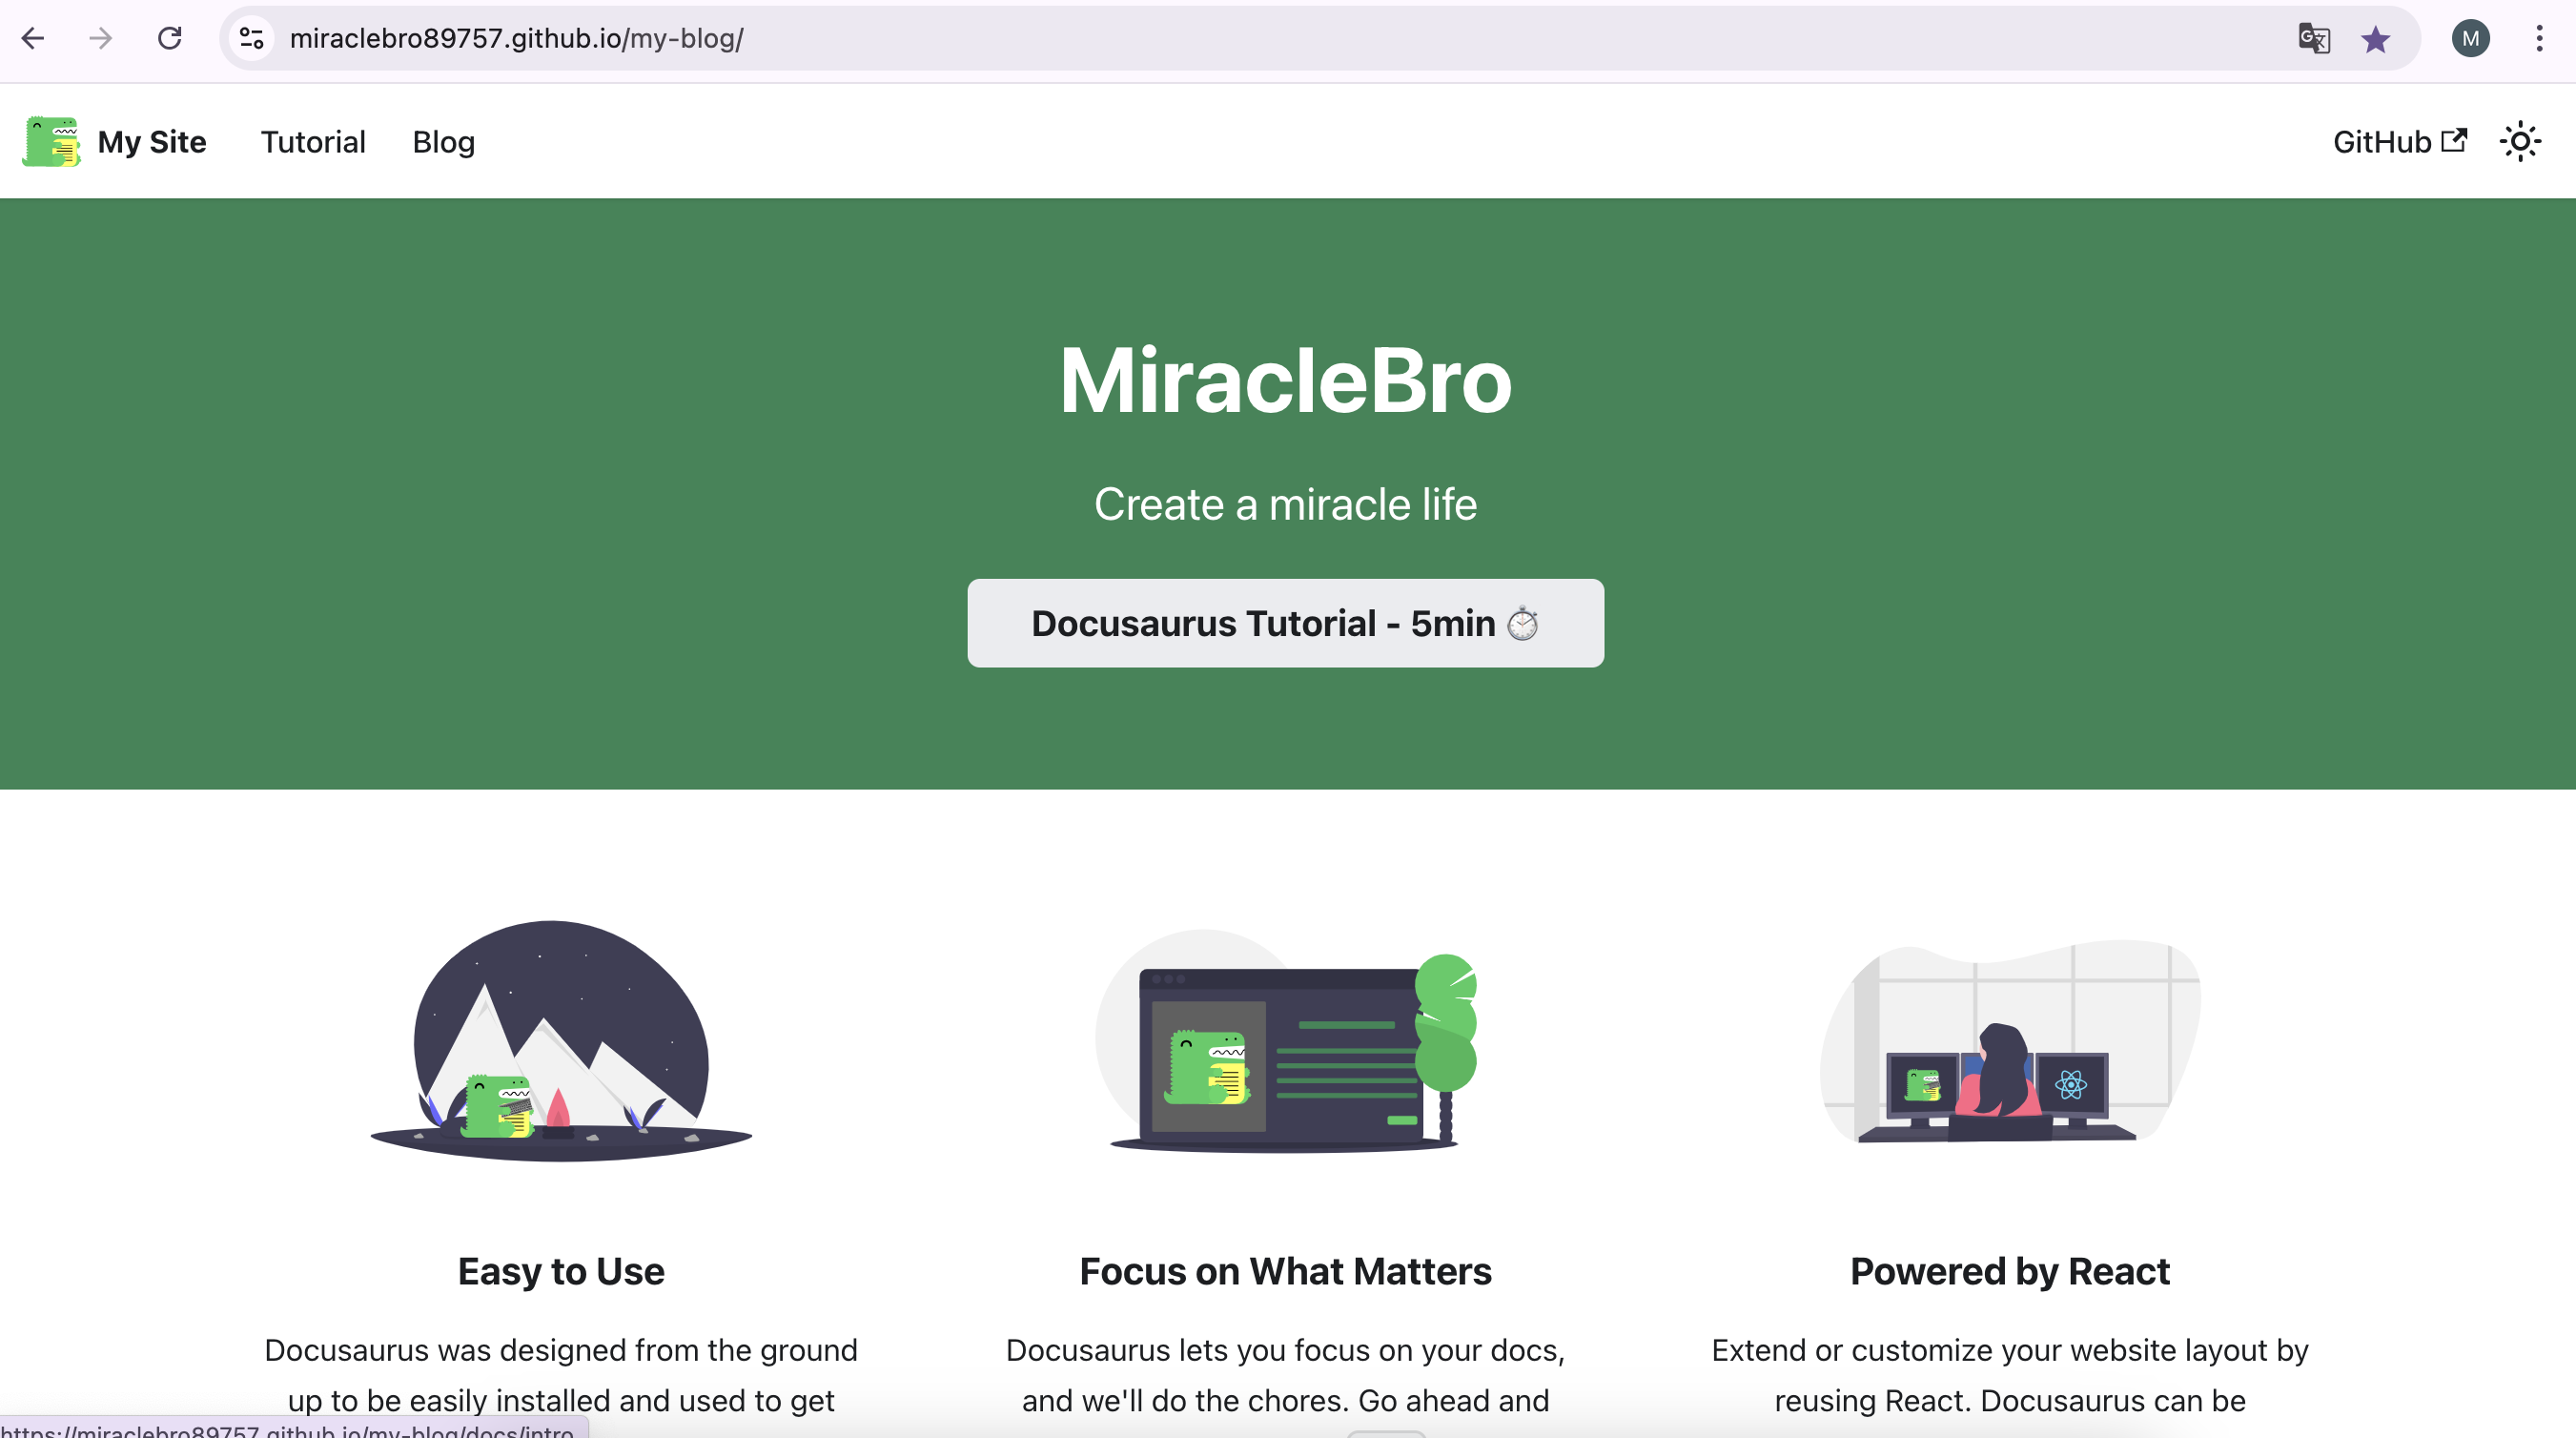 miraclebro89757.github.io/my-blog/
M
My Site
Tutorial
Blog
GitHub
MiracleBro
Create a miracle life
Docusaurus Tutorial - 5min ⏱️
Easy to Use
Docusaurus was designed from the ground
up to be easily installed and used to get
Focus on What Matters
Docusaurus lets you focus on your docs,
and we'll do the chores. Go ahead and
Powered by React
Extend or customize your website layout by
reusing React. Docusaurus can be
https://miraclebro89757.github.io/my-blog/docs/intro